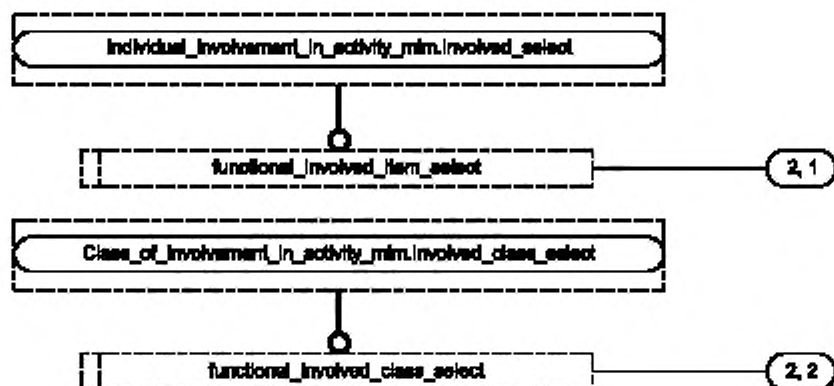 Individual_involvement_in_activity_mim.involved_select
functional_involved_item_select
2, 1
Class_of_involvement_in_activity_mim.involved_class_select
functional_involved_class_select
2, 2